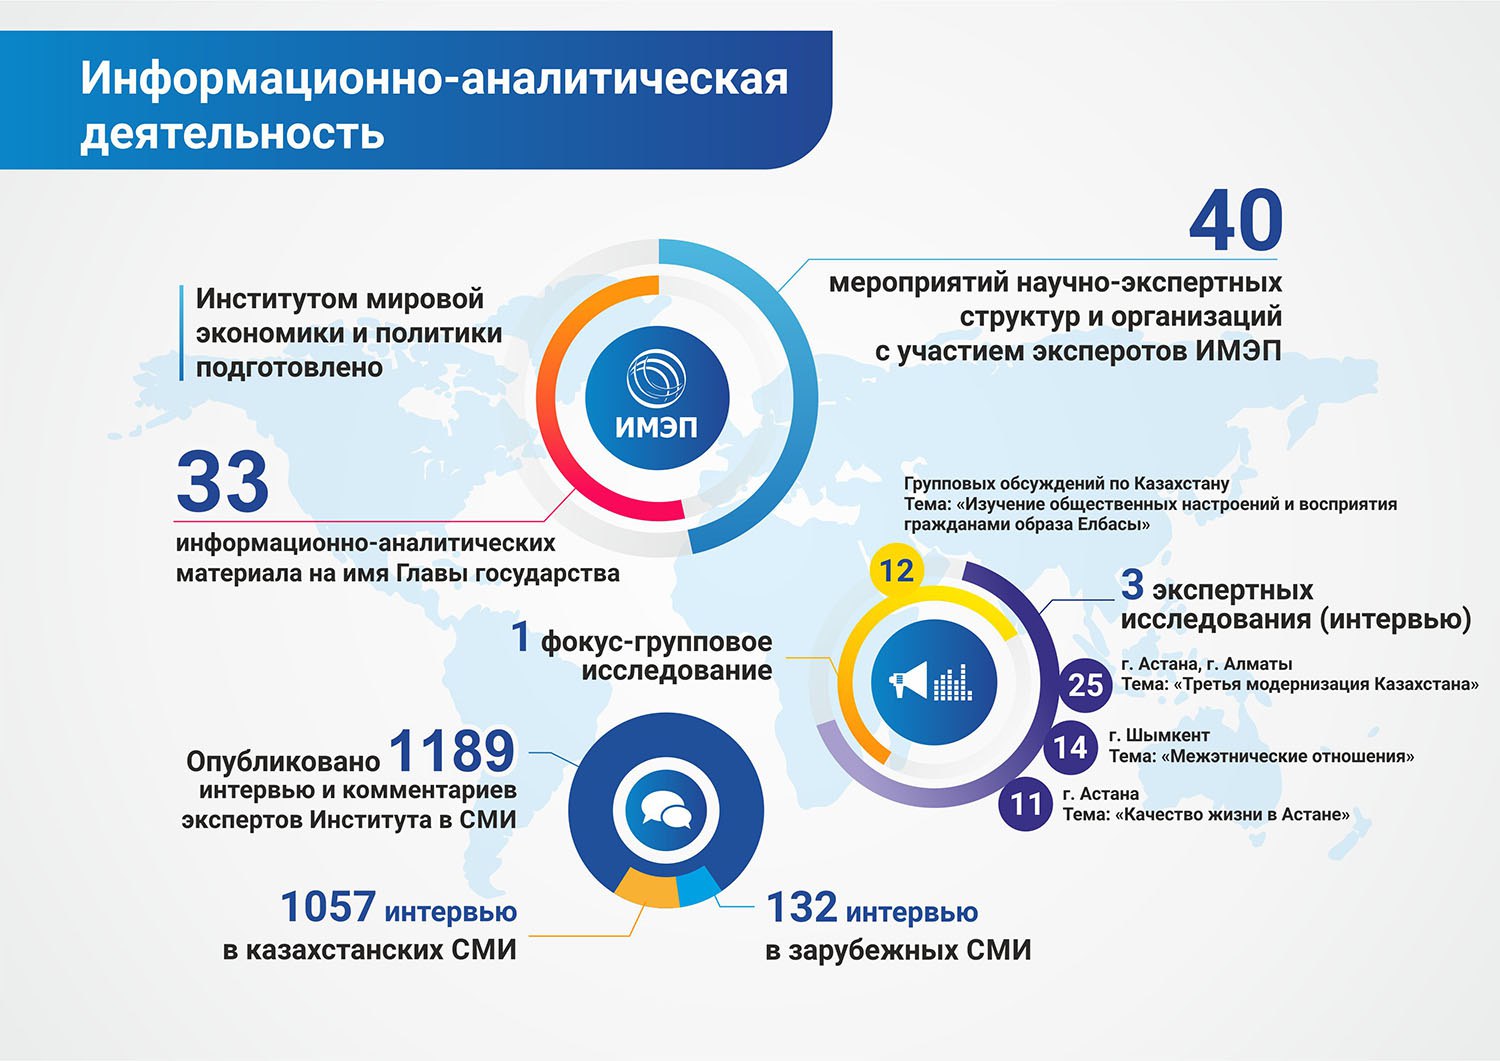 Информационно-аналитическая
деятельность
Институтом мировой
экономики и политики
подготовлено
33
информационно-аналитических
материала на имя Главы государства
ИМЭП
40
мероприятий научно-экспертных
структур и организаций
с участием эксперотов ИМЭП
Групповых обсуждений по Казахстану
Тема: «Изучение общественных настроений и восприятия
гражданами образа Елбасы»
12
1 фокус-групповое
исследование
3 экспертных
исследования (интервью)
25
г. Астана, г. Алматы
Тема: «Третья модернизация Казахстана»
14
г. Шымкент
Тема: «Межэтнические отношения»
11
г. Астана
Тема: «Качество жизни в Астане»
Опубликовано 1189
интервью и комментариев
экспертов Института в СМИ
1057 интервью
в казахстанских СМИ
132 интервью
в зарубежных СМИ